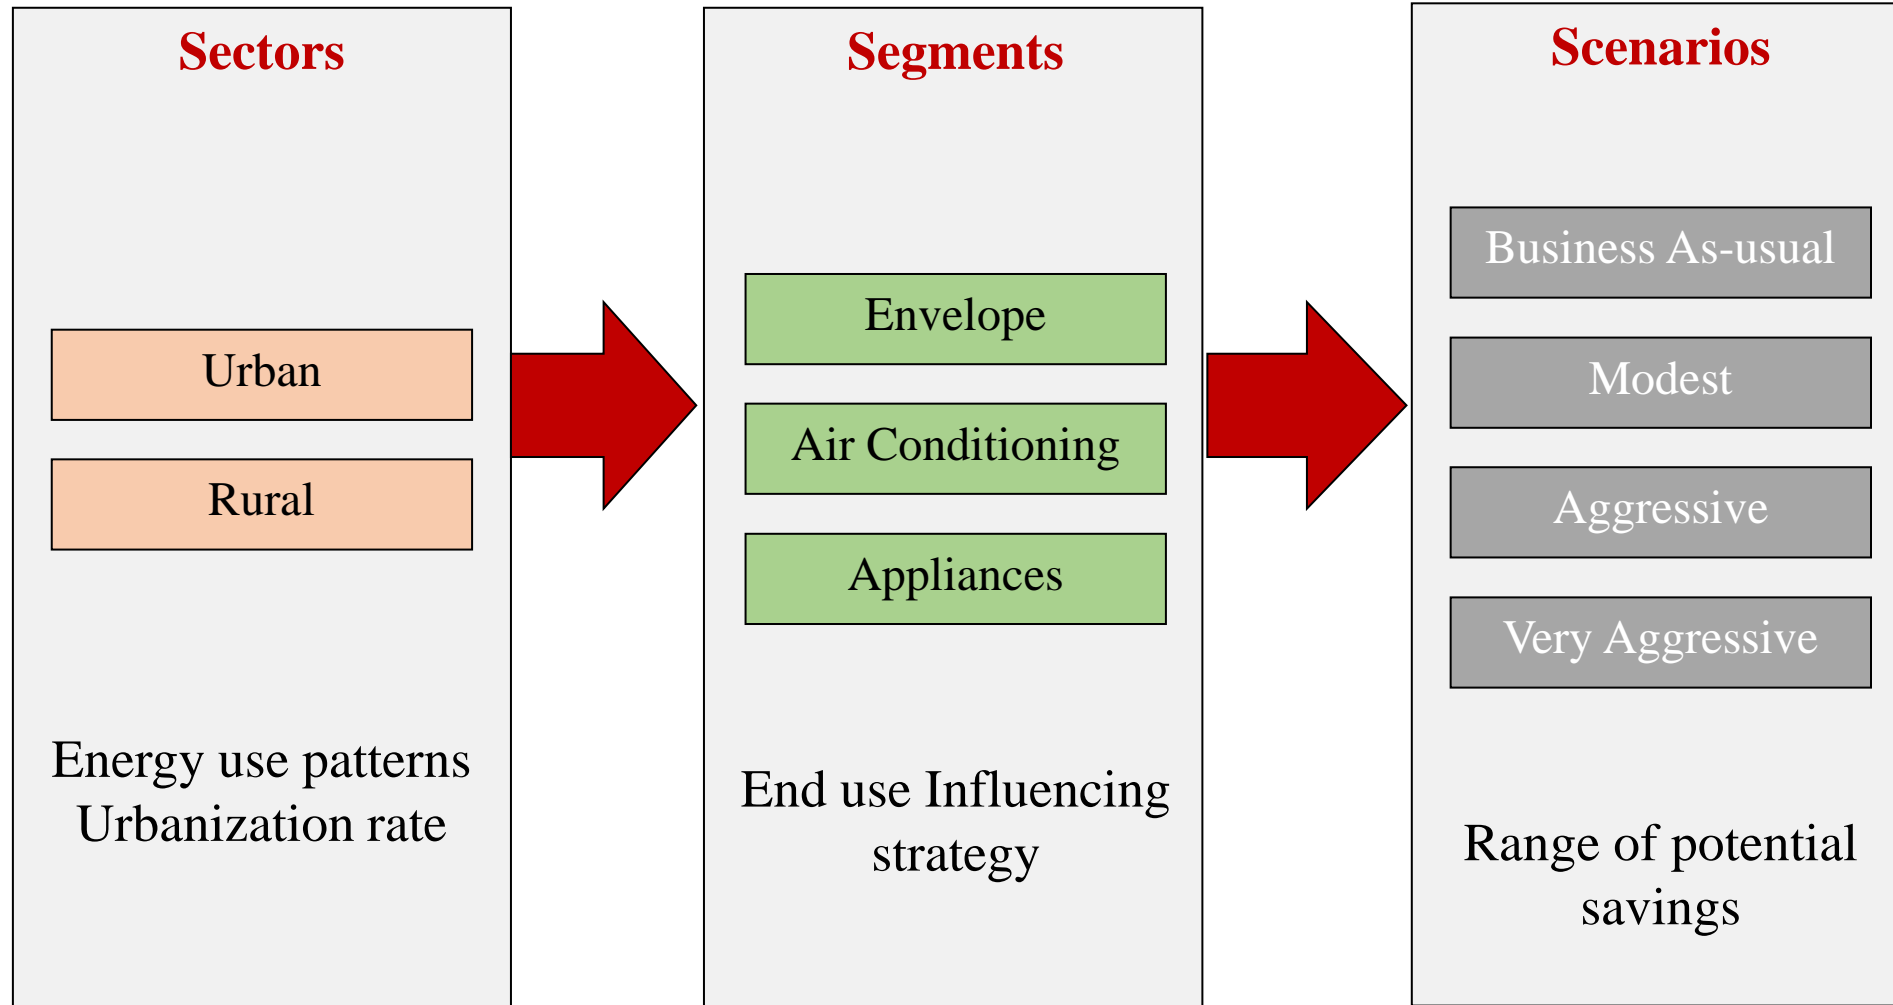 Sectors
Urban
Rural
Energy use patterns
Urbanization rate
Segments
Envelope
Air Conditioning
Appliances
End use Influencing
strategy
Scenarios
Business As-usual
Modest
Aggressive
Very Aggressive
Range of potential
savings